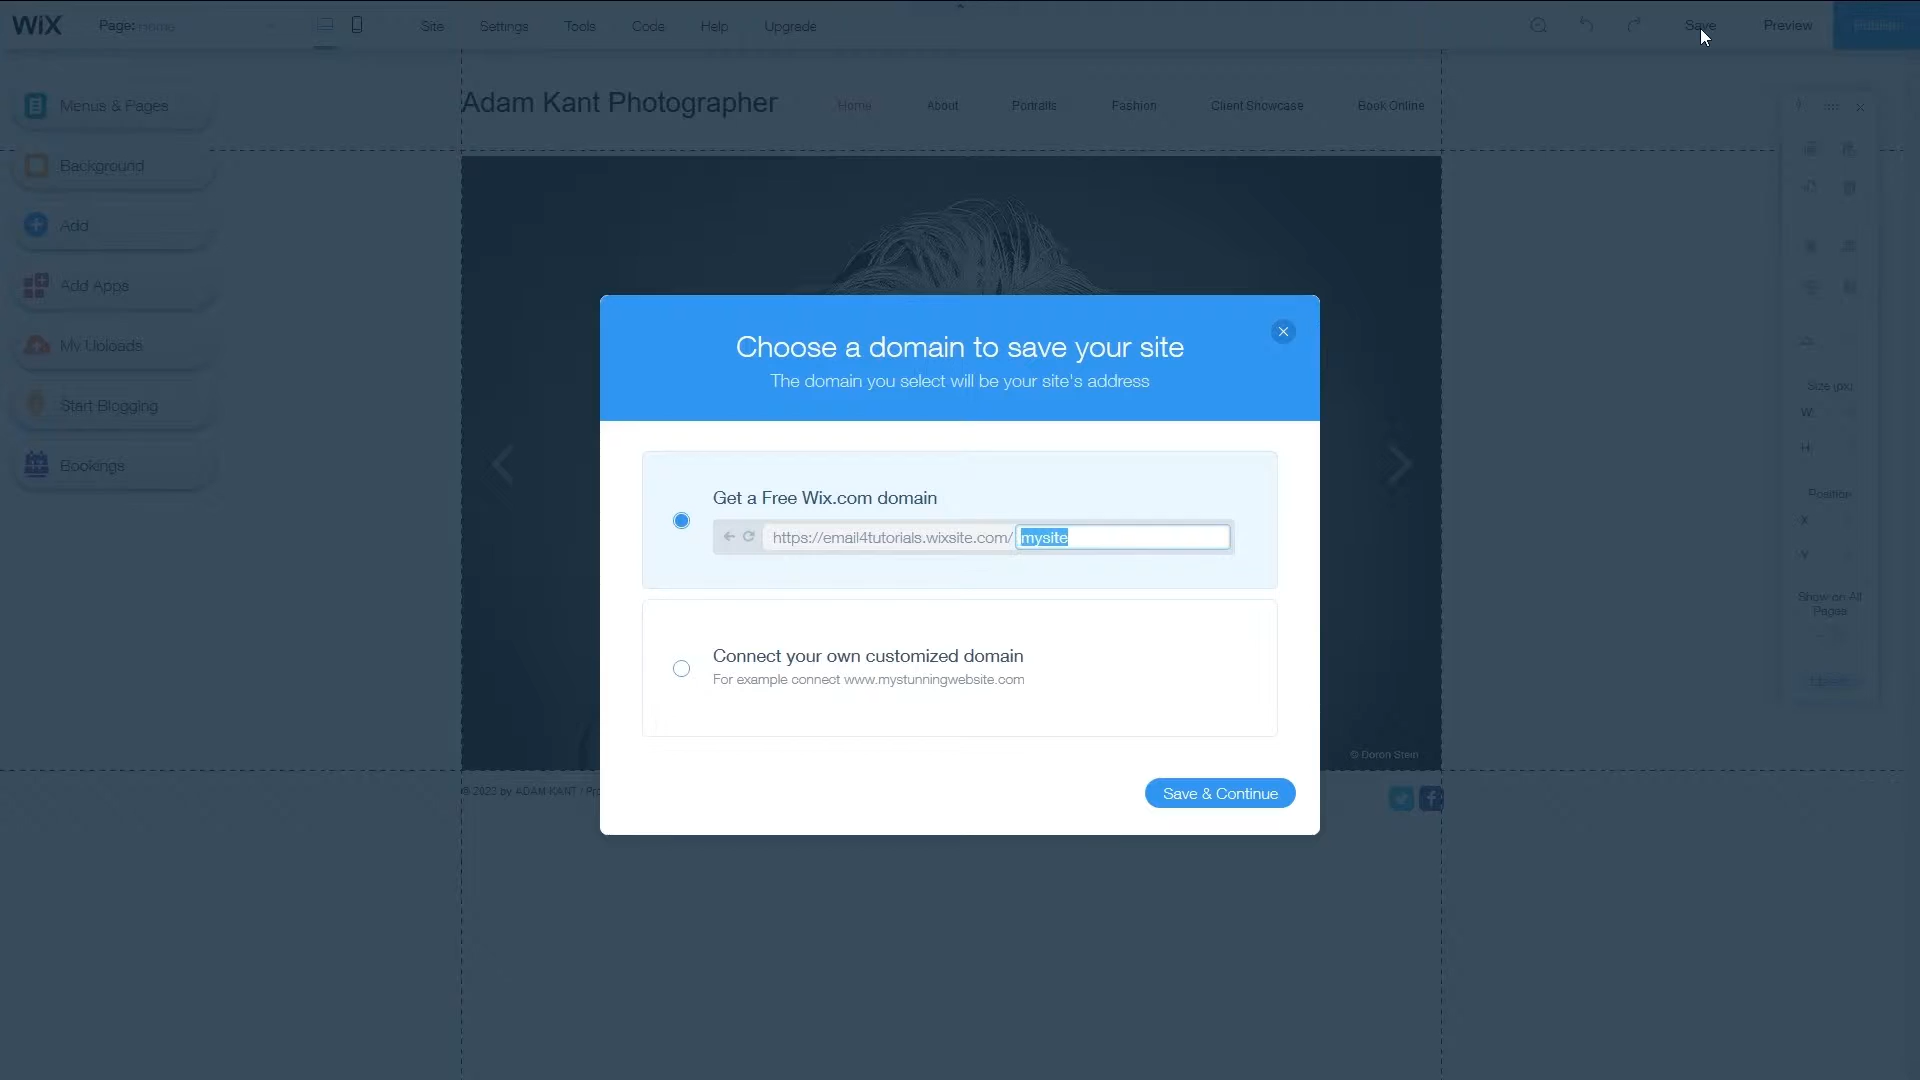 WiX
Page: Home
Site
Settings
Tools
Code
Help
Upgrade
Save
Preview
Publish
Menus & Pages
Background
Add
Add Apps
My Uploads
Start Blogging
Bookings
Adam Kant Photographer
Home
About
Portraits
Fashion
Client Showcase
Book Online
Choose a domain to save your site
The domain you select will be your site's address
Get a Free Wix.com domain
https://email4tutorials.wixsite.com/ mysite
Connect your own customized domain
For example connect www.mystunningwebsite.com
Save & Continue
© Doron Stein
© 2023 by ADAM KANT /
Size (px)
W:
H:
Position
X
Y
Show on All
Pages